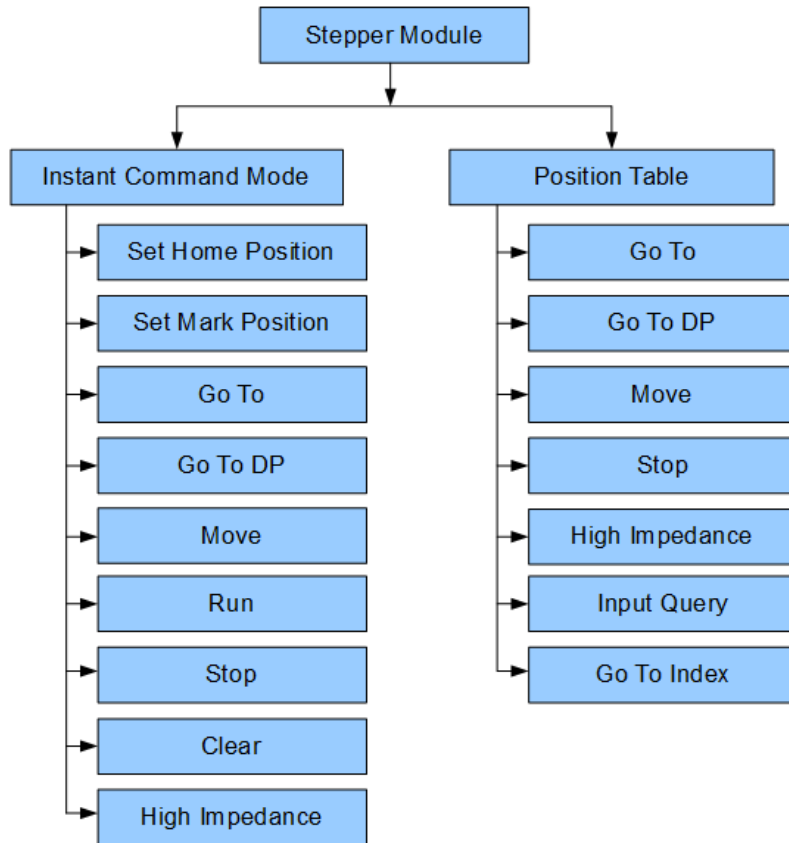 Stepper Module
Instant Command Mode
Set Home Position
Set Mark Position
Go To
Go To DP
Move
Run
Stop
Clear
High Impedance
Position Table
Go To
Go To DP
Move
Stop
High Impedance
Input Query
Go To Index